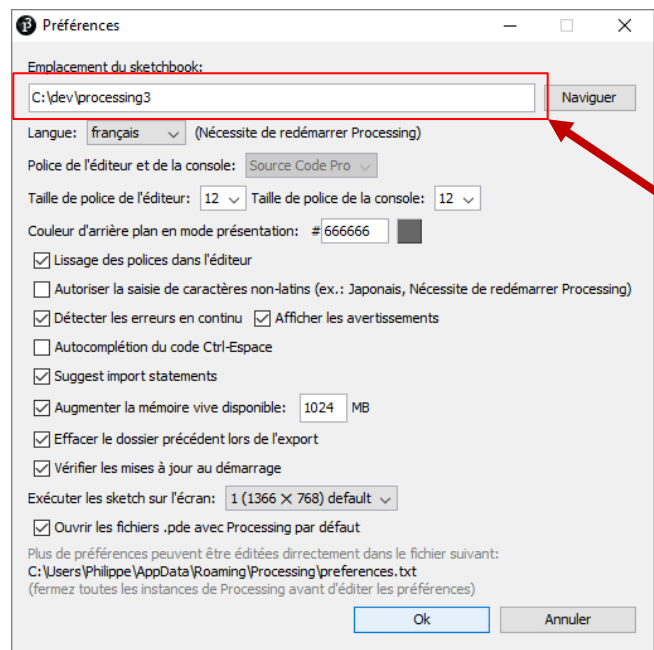 Préférences
Emplacement du sketchbook:
C:\dev\processing3 Naviguer
Langue: français (Nécessite de redémarrer Processing)
Police de l'éditeur et de la console: Source Code Pro
Taille de police de l'éditeur: 12 Taille de police de la console: 12
Couleur d'arrière plan en mode présentation: #666666
Lissage des polices dans l'éditeur
Autoriser la saisie de caractères non-latins (ex.: Japonais, Nécessite de redémarrer Processing)
Détecter les erreurs en continu Afficher les avertissements
Autocomplétion du code Ctrl-Espace
Suggest import statements
Augmenter la mémoire vive disponible: 1024 MB
Effacer le dossier précédent lors de l'export
Vérifier les mises à jour au démarrage
Exécuter les sketch sur l'écran: 1 (1366 × 768) default
Ouvrir les fichiers .pde avec Processing par défaut
Plus de préférences peuvent être éditées dirrectement dans le fichier suivant:
C:\Users\Philippe\AppData\Roaming\Processing\preferences.txt
(fermez toutes les instances de Processing avant d'éditer les préférences)
Ok Annuler